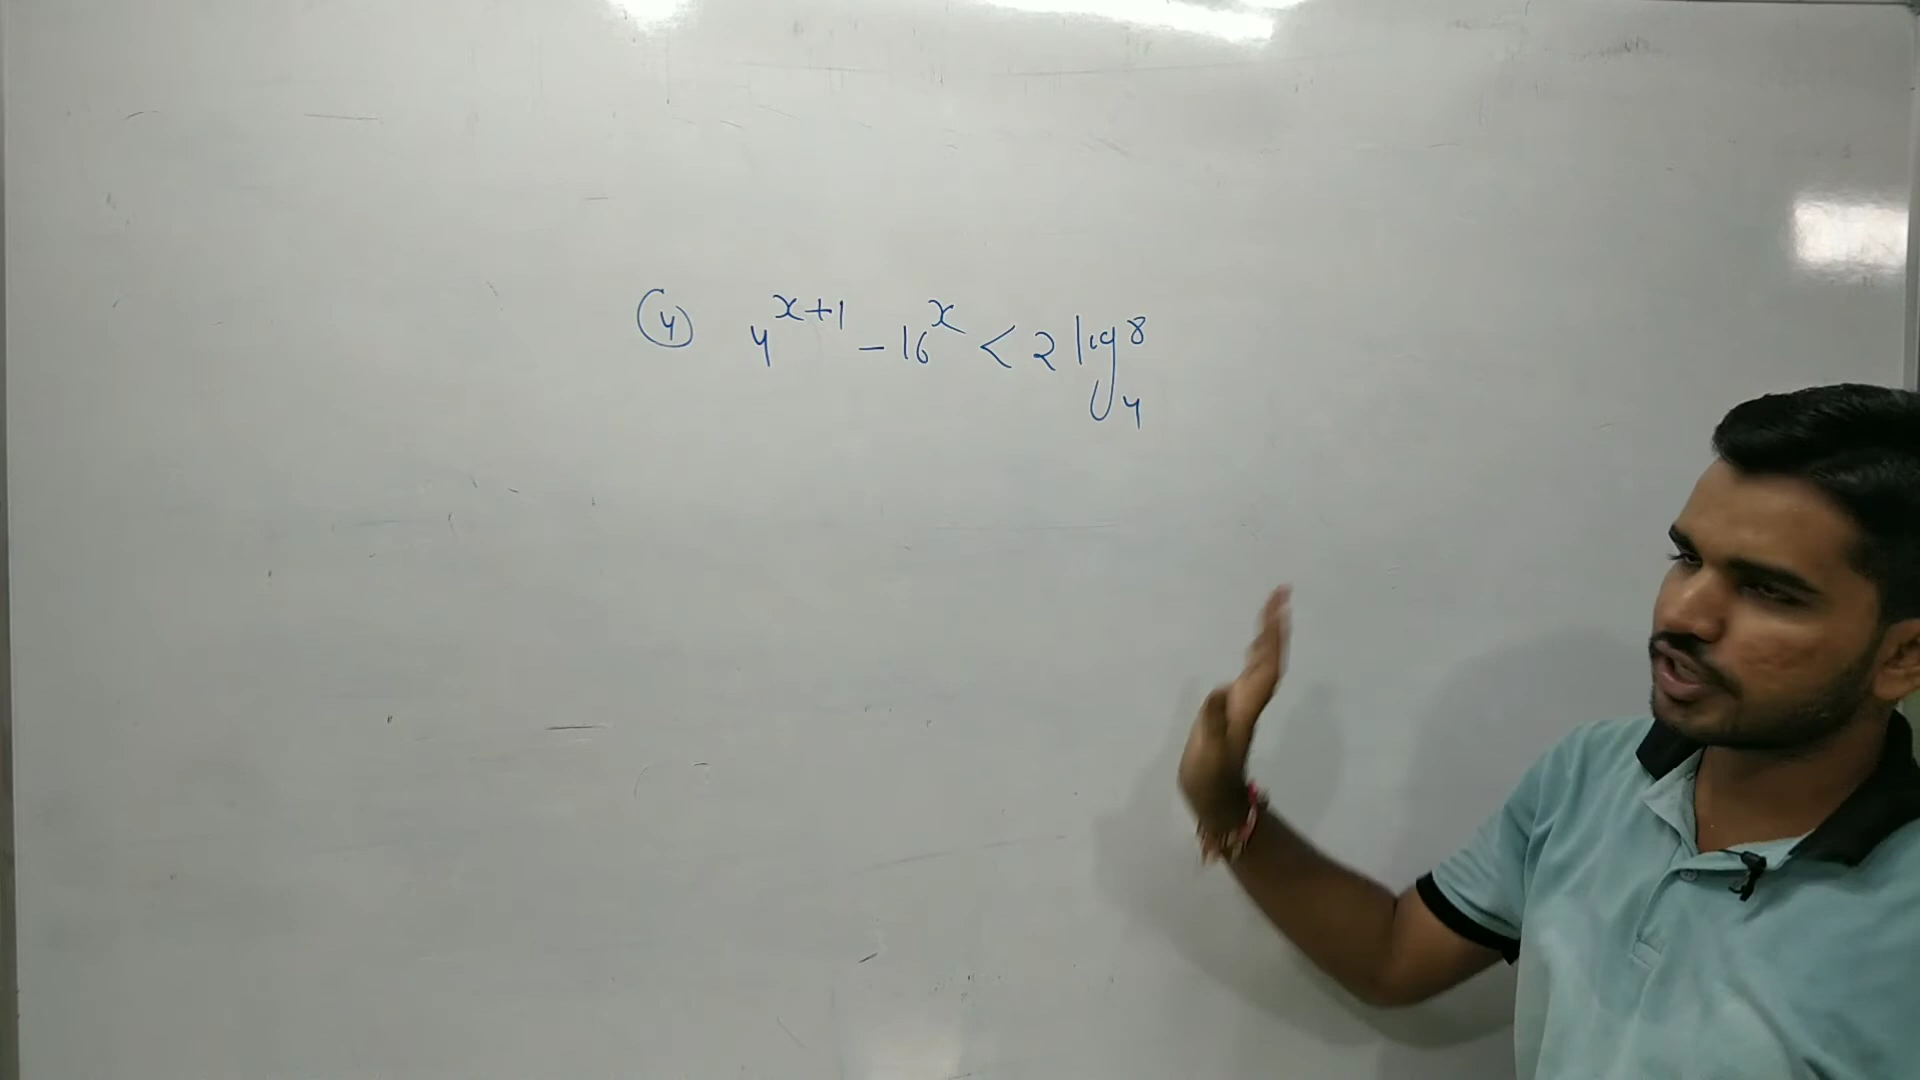 ④ 4^{x+1} - 16^x < 2 log_4 8